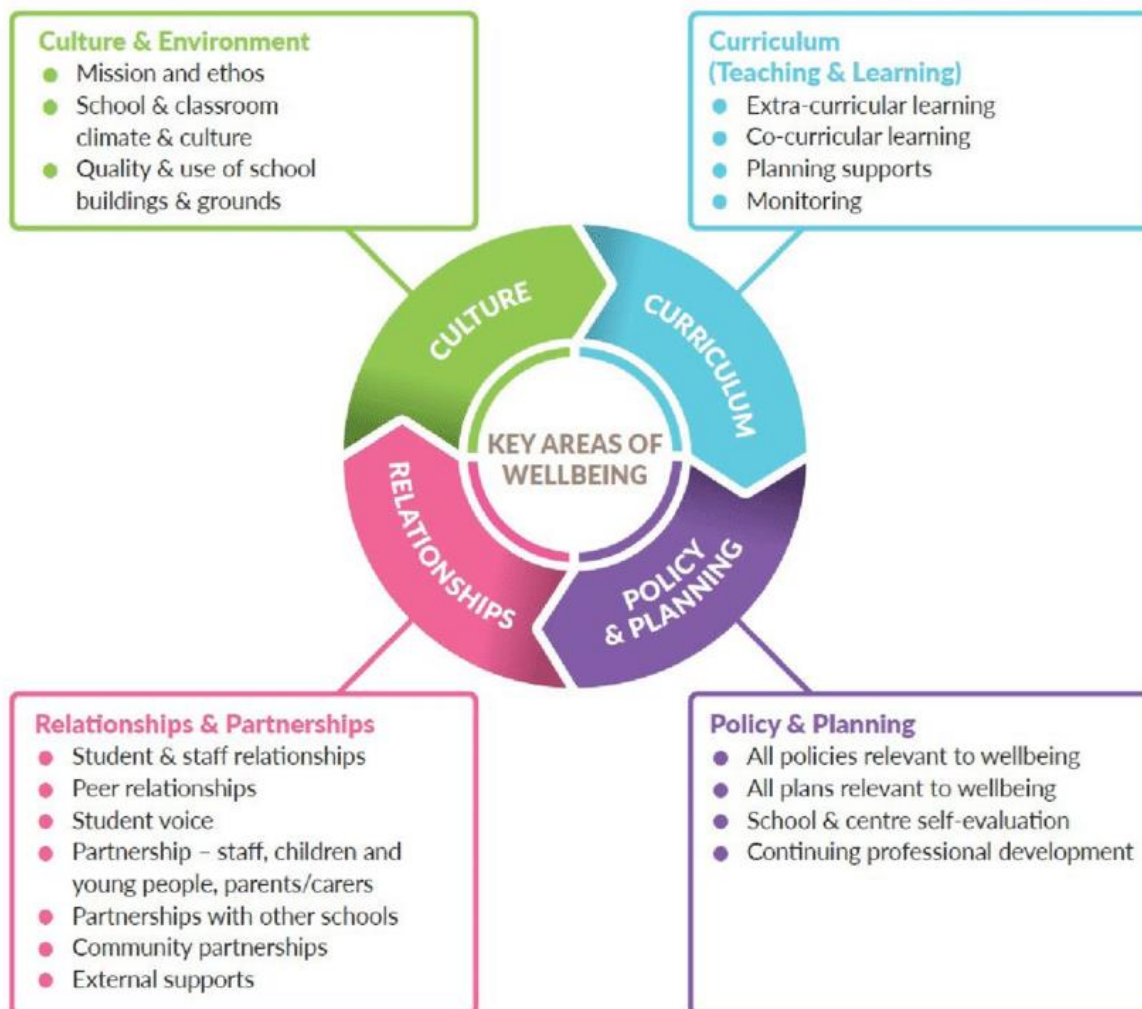 Culture & Environment
● Mission and ethos
● School & classroom
climate & culture
● Quality & use of school
buildings & grounds
Curriculum
(Teaching & Learning)
● Extra-curricular learning
● Co-curricular learning
● Planning supports
● Monitoring
CULTURE
CURRICULUM
KEY AREAS OF
WELLBEING
RELATIONSHIPS
POLICY
& PLANNING
Relationships & Partnerships
● Student & staff relationships
● Peer relationships
● Student voice
● Partnership – staff, children and
young people, parents/carers
● Partnerships with other schools
● Community partnerships
● External supports
Policy & Planning
● All policies relevant to wellbeing
● All plans relevant to wellbeing
● School & centre self-evaluation
● Continuing professional development